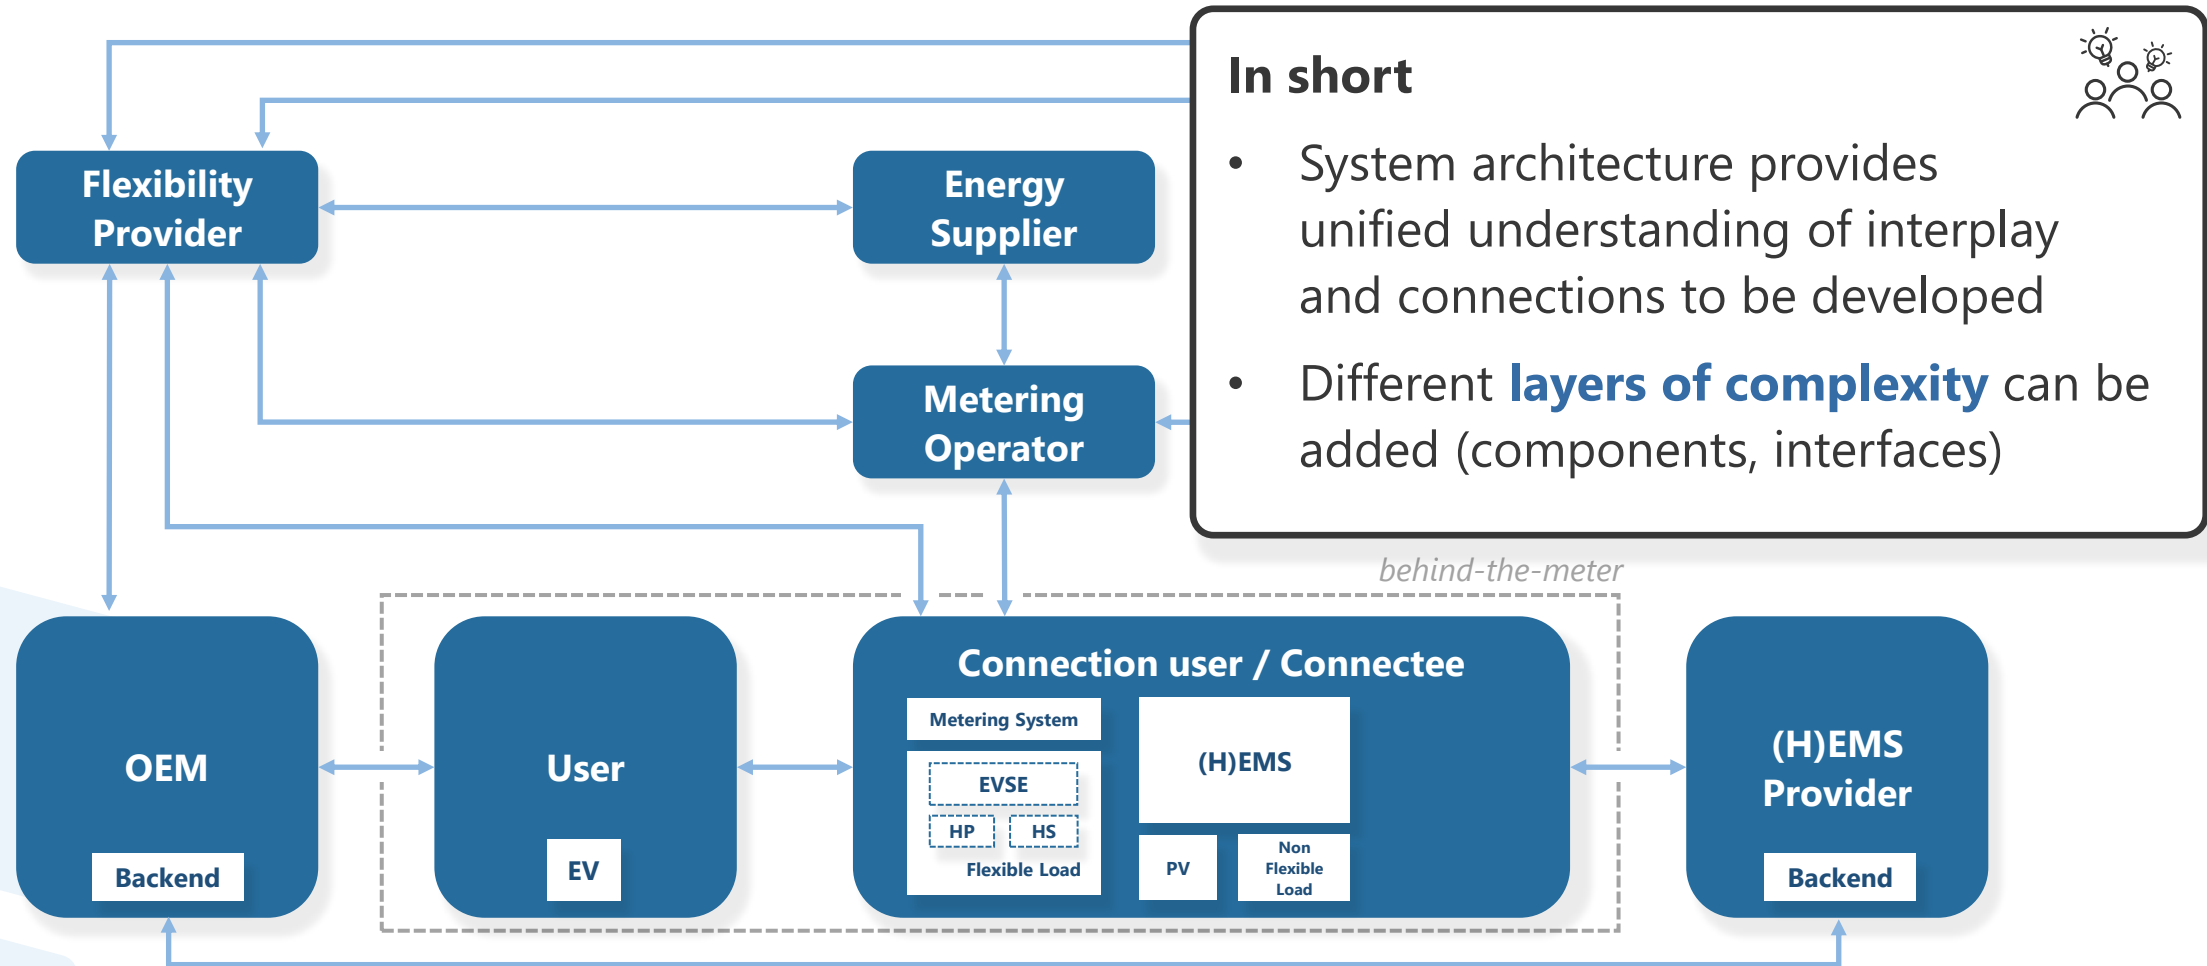 In short
• System architecture provides
unified understanding of interplay
and connections to be developed
• Different layers of complexity can be
added (components, interfaces)
Flexibility
Provider
Energy
Supplier
Metering
Operator
behind-the-meter
OEM
Backend
User
EV
Connection user / Connectee
Metering System
EVSE
HP
HS
Flexible Load
(H)EMS
PV
Non
Flexible
Load
(H)EMS
Provider
Backend